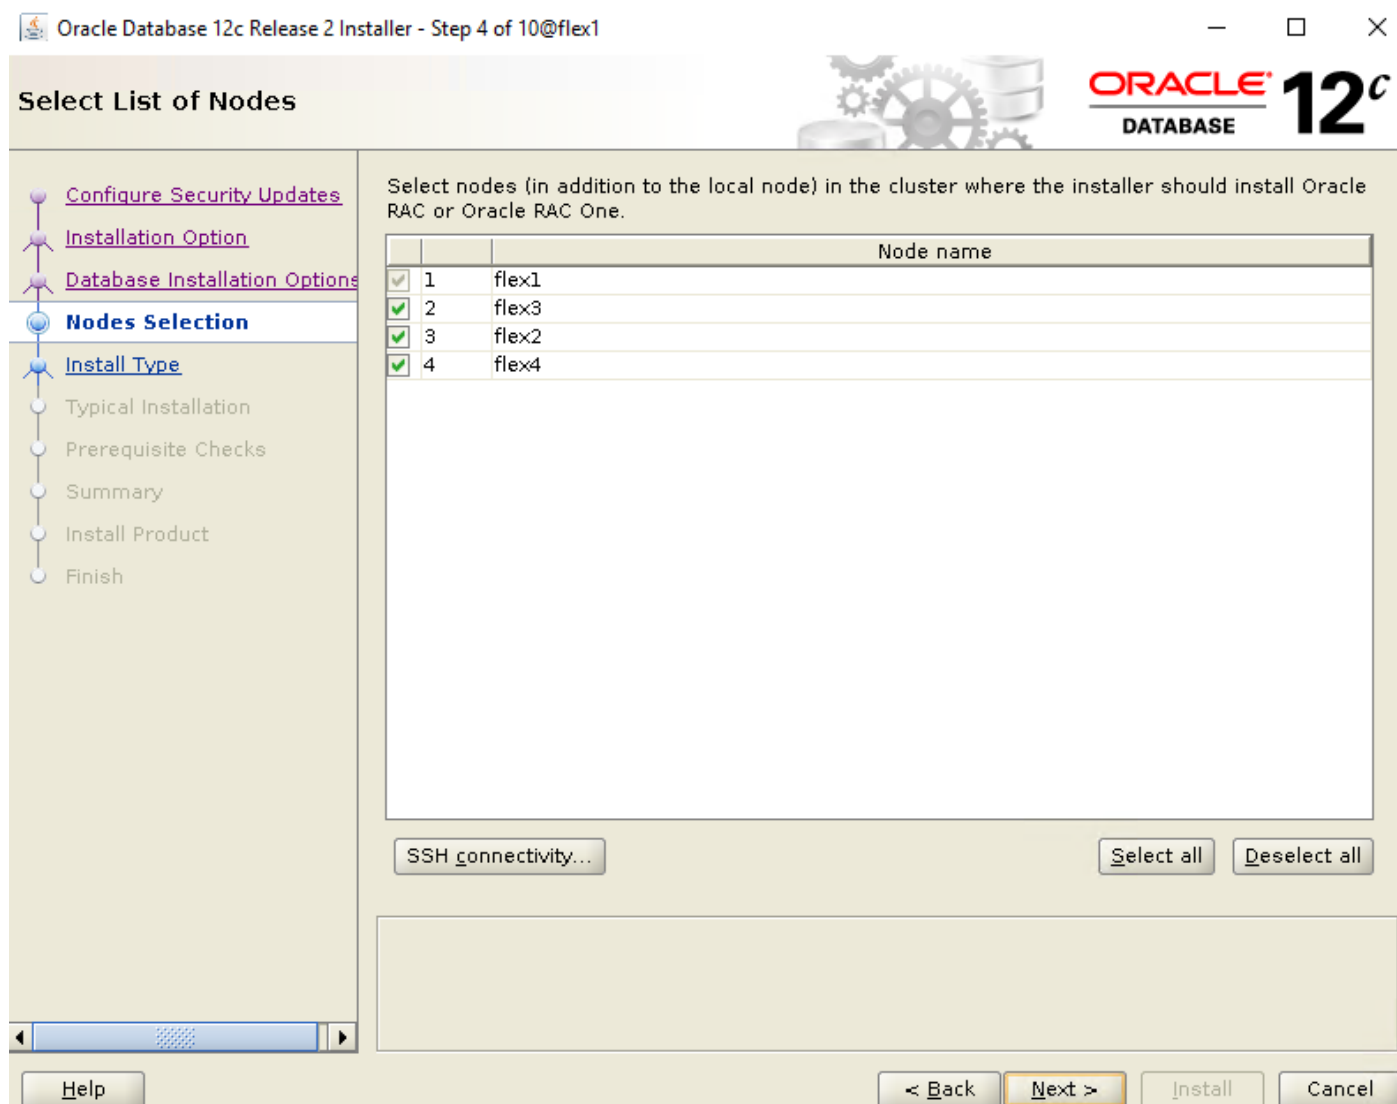 Oracle Database 12c Release 2 Installer - Step 4 of 10@flex1
Select List of Nodes
ORACLE
DATABASE
12c
Configure Security Updates
Installation Option
Database Installation Options
Nodes Selection
Install Type
Typical Installation
Prerequisite Checks
Summary
Install Product
Finish
Select nodes (in addition to the local node) in the cluster where the installer should install Oracle
RAC or Oracle RAC One.
Node name
1 flex1
2 flex3
3 flex2
4 flex4
SSH connectivity... Select all Deselect all
Help < Back Next > Install Cancel